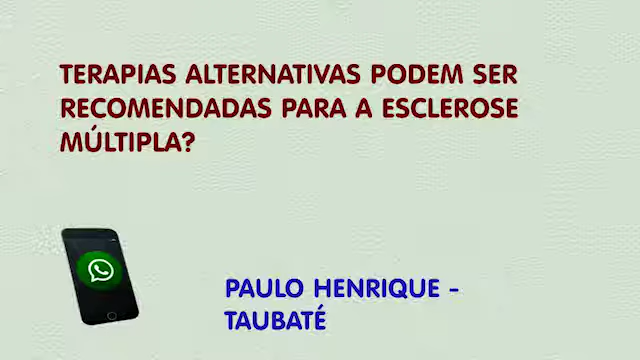 TERAPIAS ALTERNATIVAS PODEM SER
RECOMENDADAS PARA A ESCLEROSE
MÚLTIPLA?
PAULO HENRIQUE -
TAUBATÉ